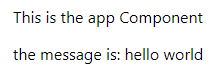 This is the app Component
the message is: hello world